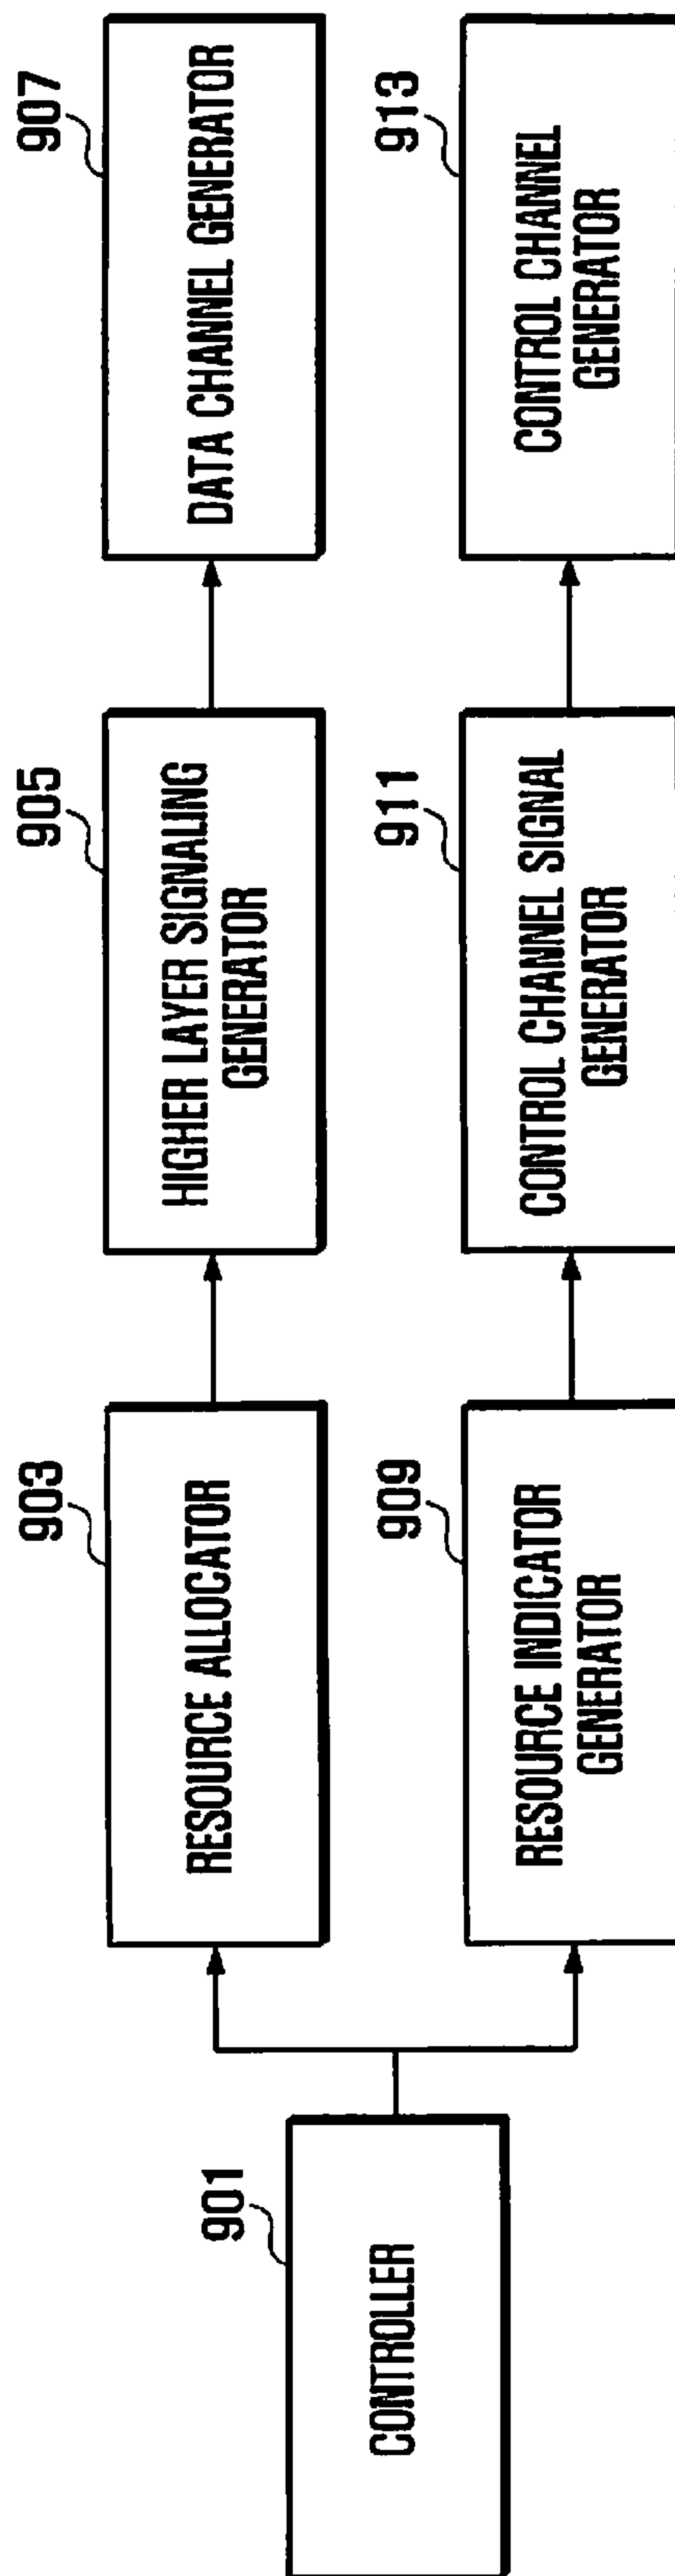 901
CONTROLLER
903
RESOURCE ALLOCATOR
905
HIGHER LAYER SIGNALING
GENERATOR
907
DATA CHANNEL GENERATOR
909
RESOURCE INDICATOR
GENERATOR
911
CONTROL CHANNEL SIGNAL
GENERATOR
913
CONTROL CHANNEL
GENERATOR